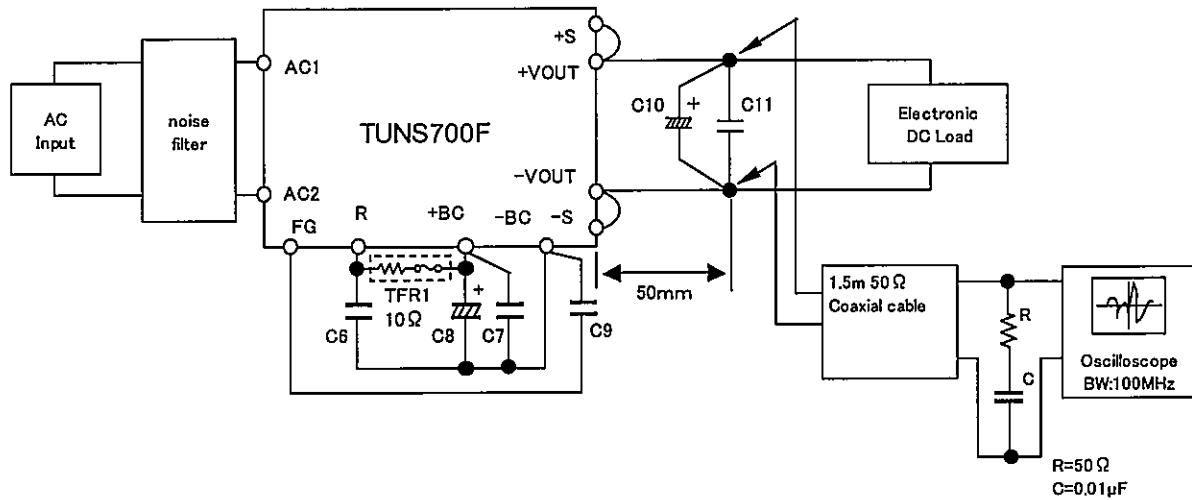 AC
Input
noise
filter
AC1
AC2
TUNS700F
+S
+VOUT
-VOUT
-S
FG
R
+BC
-BC
TFR1
10Ω
C6
C8
+
C7
C9
C10
+
C11
Electronic
DC Load
50mm
1.5m 50Ω
Coaxial cable
R
C
Oscilloscope
BW:100MHz
R=50Ω
C=0.01µF